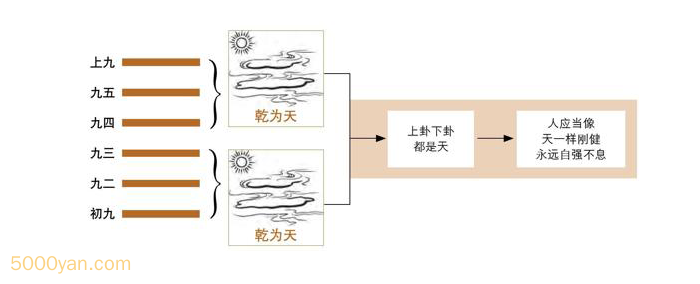 上九
九五
九四
九三
九二
初九
乾为天
乾为天
上卦下卦
都是天
人应当像
天一样刚健
永远自强不息
5000yan.com